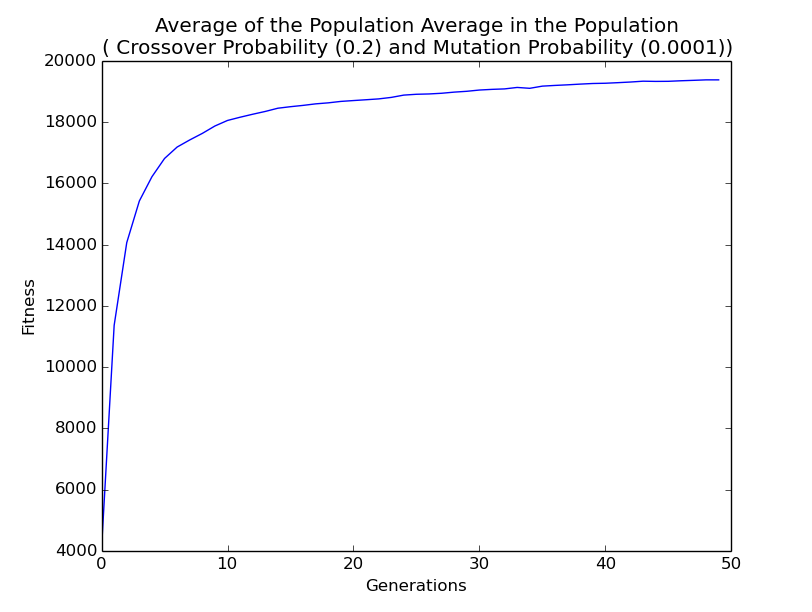 Average of the Population Average in the Population
( Crossover Probability (0.2) and Mutation Probability (0.0001))
20000
18000
16000
14000
12000
10000
8000
6000
4000
Fitness
0 10 20 30 40 50
Generations